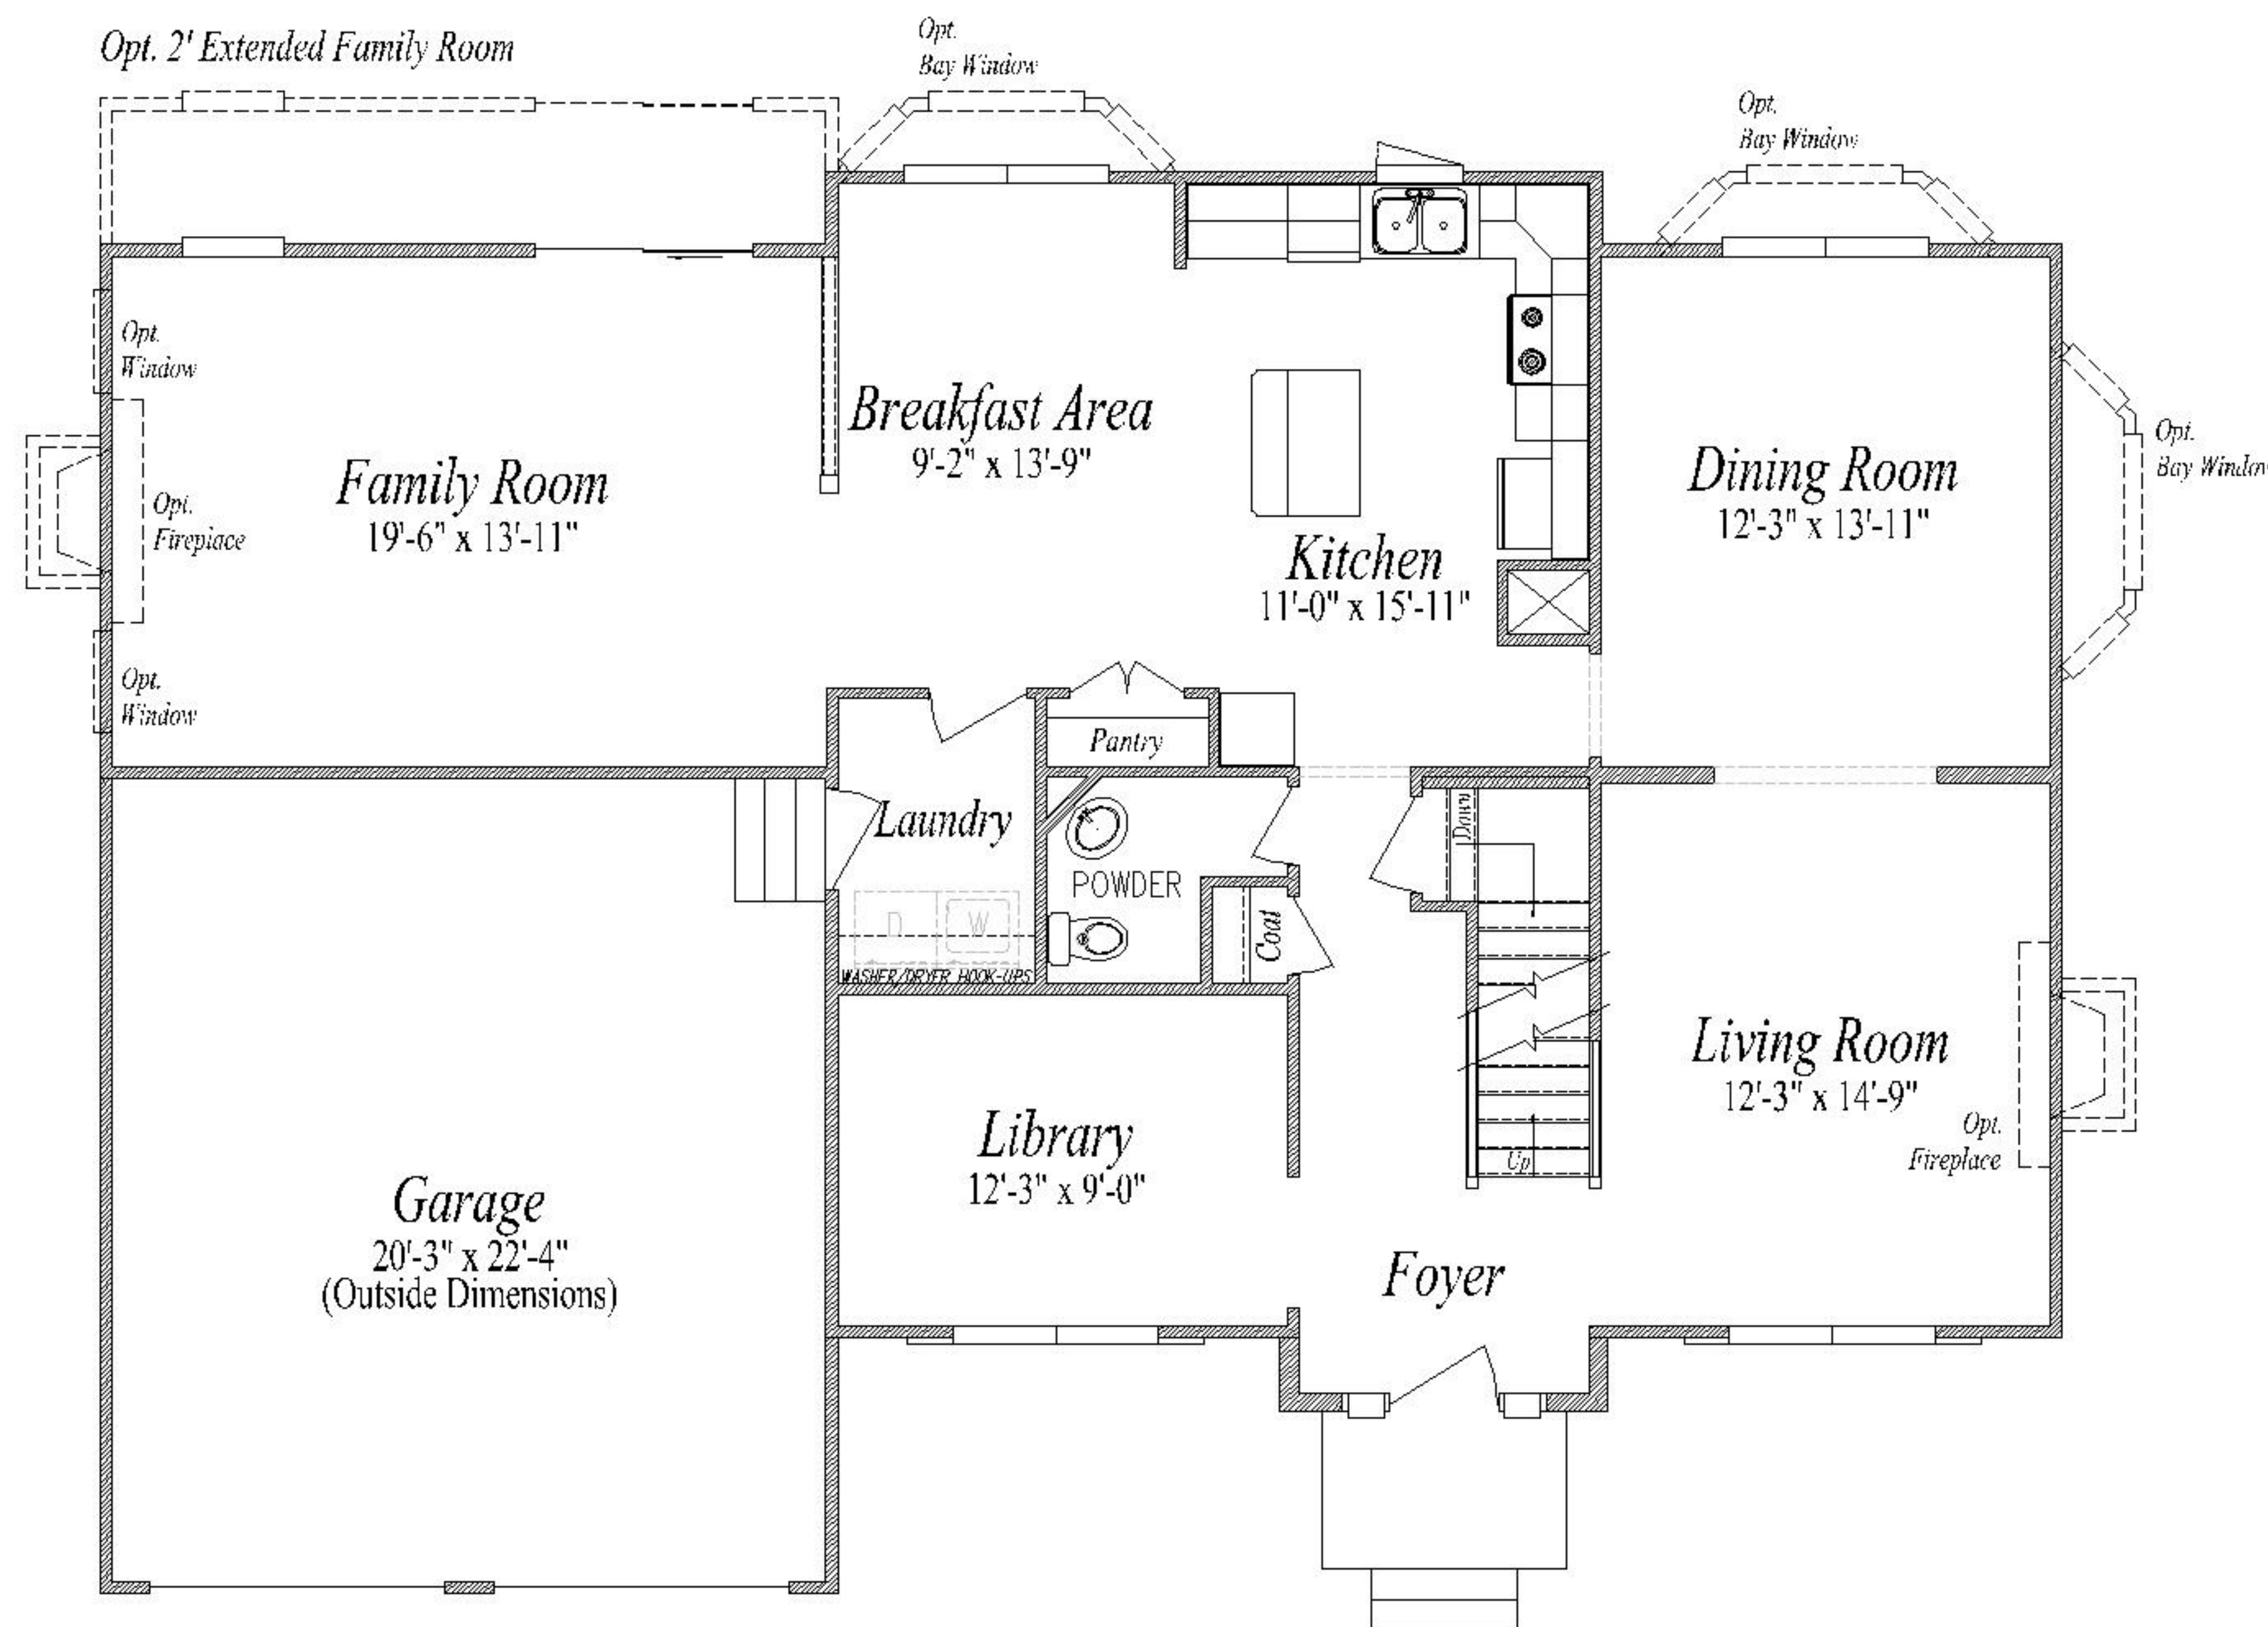 Opt. 2' Extended Family Room
Opt.
Bay Window
Opt.
Bay Window
Opt.
Window
Breakfast Area
9'-2" x 13'-9"
Opt.
Bay Window
Family Room
19'-6" x 13'-11"
Dining Room
12'-3" x 13'-11"
Opt.
Fireplace
Kitchen
11'-0" x 15'-11"
Opt.
Window
Pantry
Laundry
Down
POWDER
D
W
Coat
WASHER/DRYER HOOK-UPS
Living Room
12'-3" x 14'-9"
Opt.
Fireplace
Library
12'-3" x 9'-0"
Up
Garage
20'-3" x 22'-4"
(Outside Dimensions)
Foyer